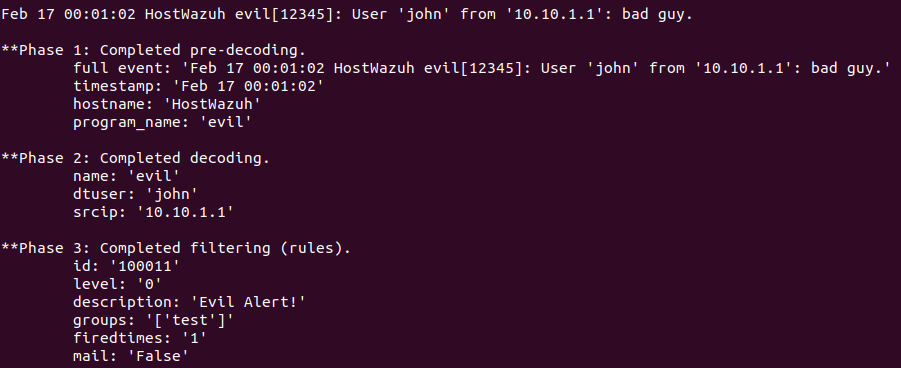 Feb 17 00:01:02 HostWazuh evil[12345]: User 'john' from '10.10.1.1': bad guy.
**Phase 1: Completed pre-decoding.
full event: 'Feb 17 00:01:02 HostWazuh evil[12345]: User 'john' from '10.10.1.1': bad guy.'
timestamp: 'Feb 17 00:01:02'
hostname: 'HostWazuh'
program_name: 'evil'
**Phase 2: Completed decoding.
name: 'evil'
dtuser: 'john'
srcip: '10.10.1.1'
**Phase 3: Completed filtering (rules).
id: '100011'
level: '0'
description: 'Evil Alert!'
groups: '['test']'
firedtimes: '1'
mail: 'False'